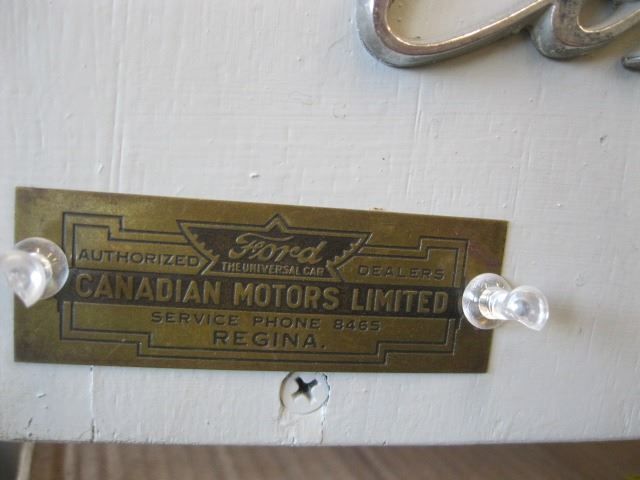 Ford
THE UNIVERSAL CAR
AUTHORIZED DEALERS
CANADIAN MOTORS LIMITED
SERVICE PHONE 8465
REGINA.